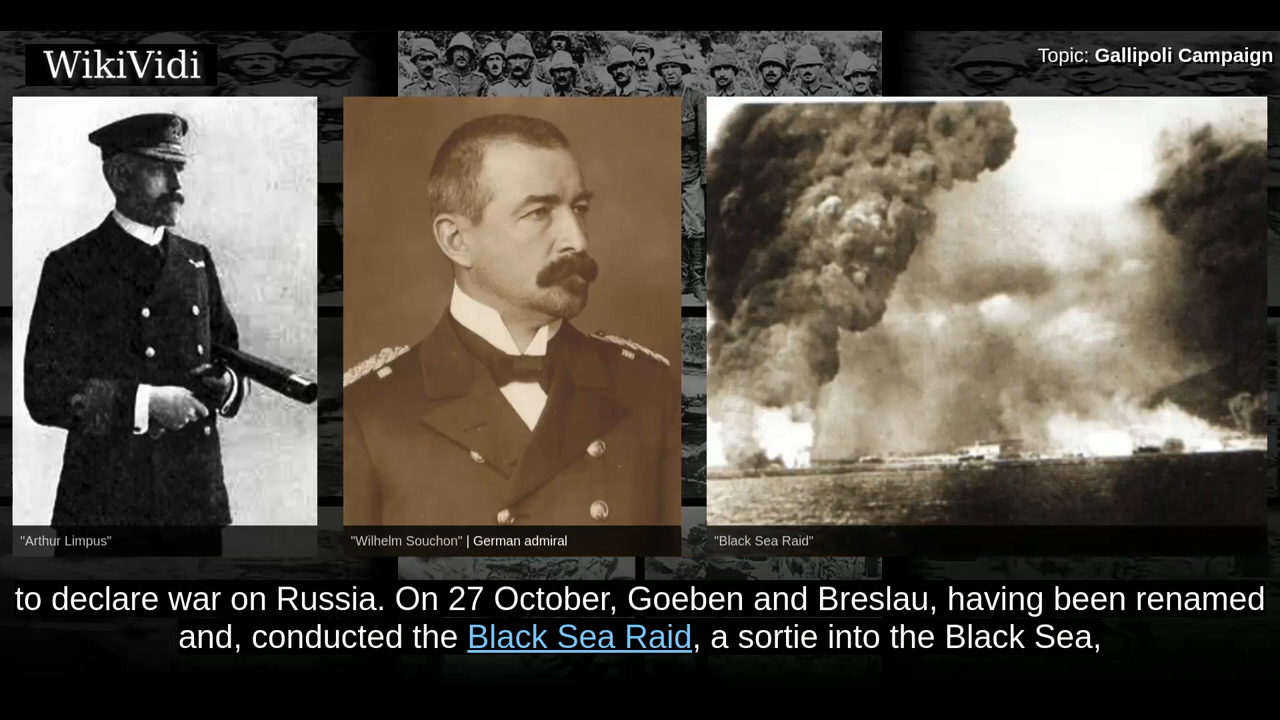 WikiVidi
Topic: Gallipoli Campaign
"Arthur Limpus"
"Wilhelm Souchon" | German admiral
"Black Sea Raid"
to declare war on Russia. On 27 October, Goeben and Breslau, having been renamed
and, conducted the Black Sea Raid, a sortie into the Black Sea,